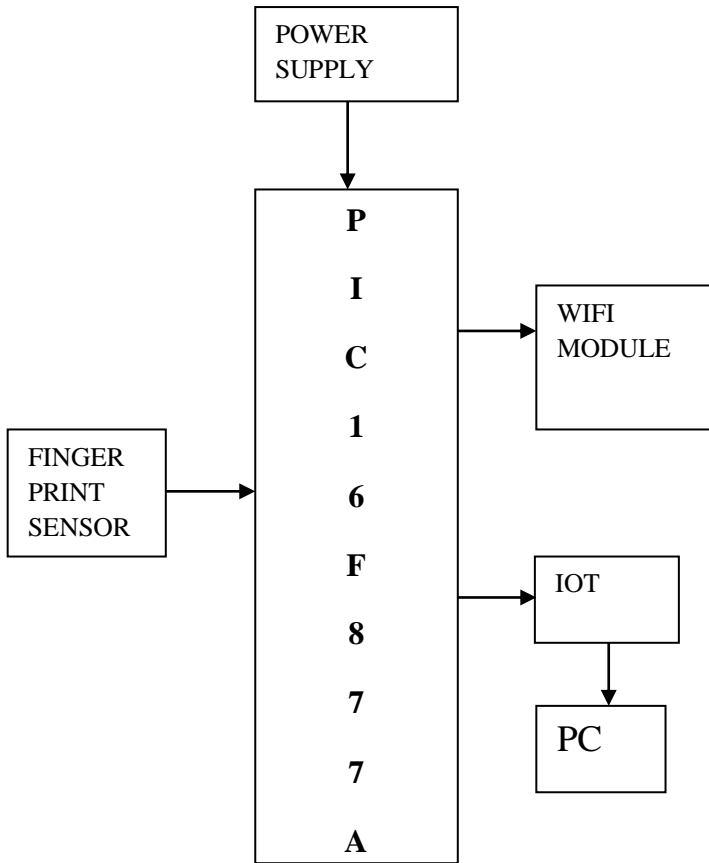 POWER
SUPPLY
P
I
C
1
6
F
8
7
7
A
WIFI
MODULE
FINGER
PRINT
SENSOR
IOT
PC